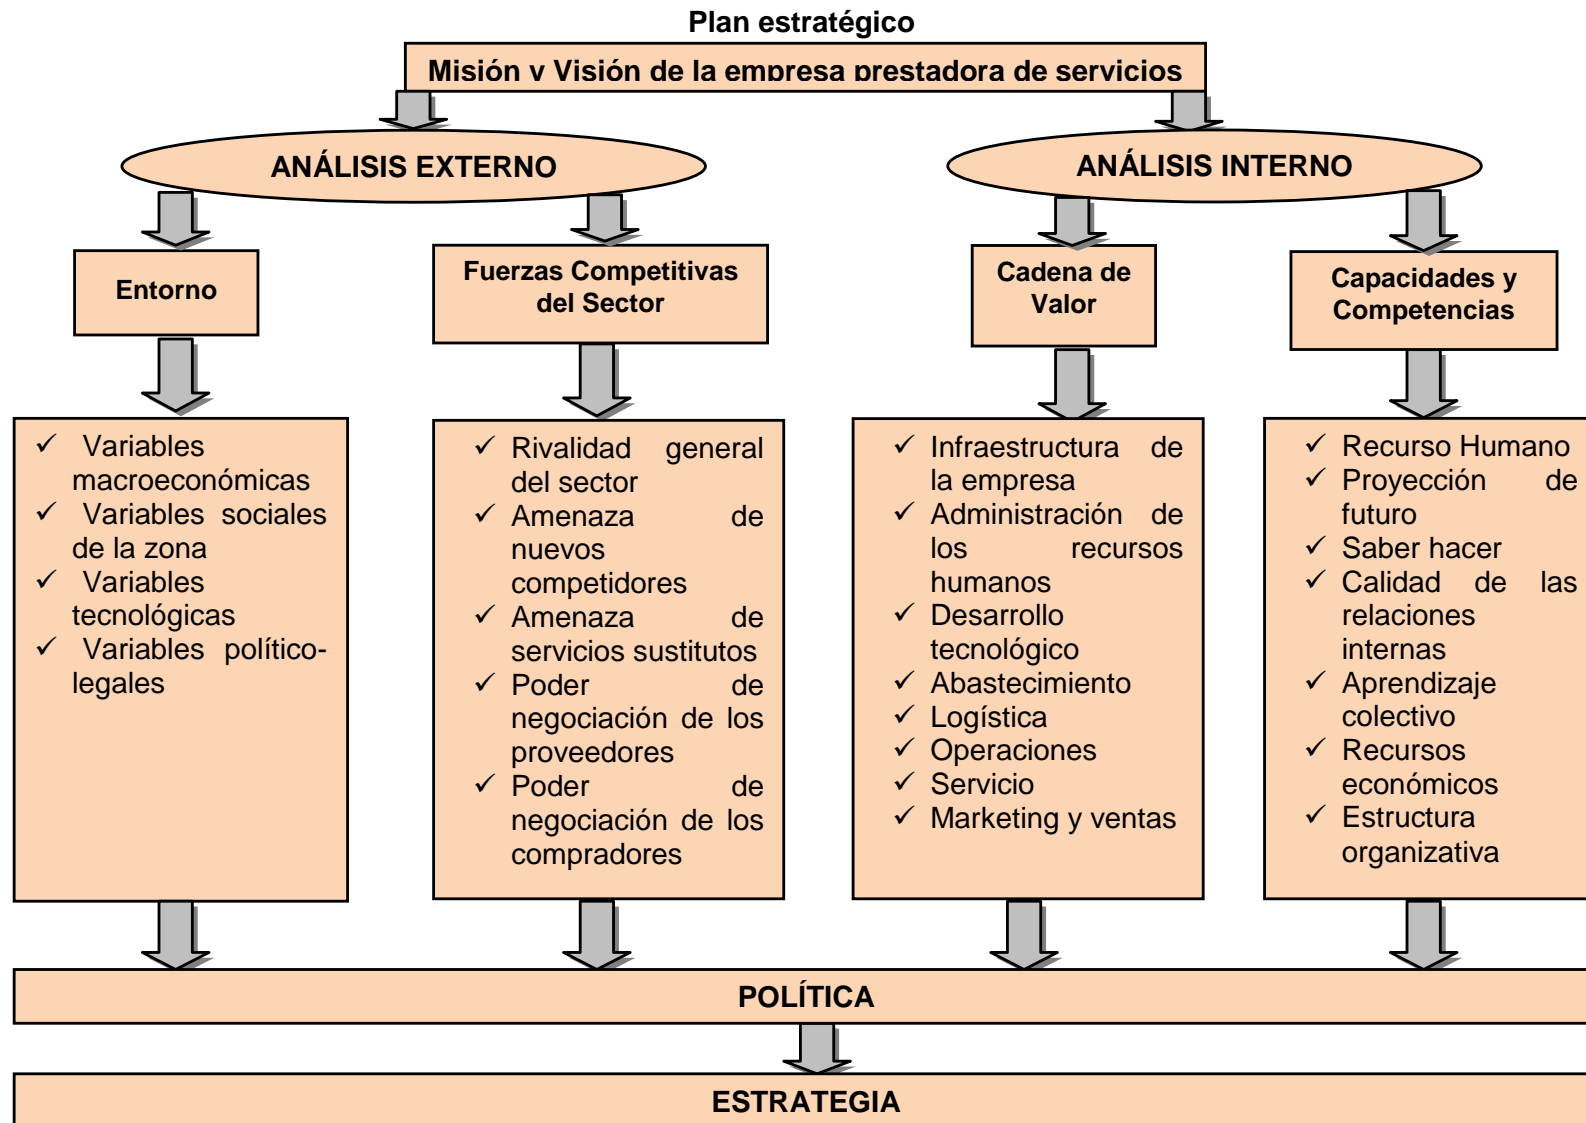 Plan estratégico
Misión y Visión de la empresa prestadora de servicios
ANÁLISIS EXTERNO
ANÁLISIS INTERNO
Entorno
Fuerzas Competitivas
del Sector
Cadena de
Valor
Capacidades y
Competencias
✓ Variables
macroeconómicas
✓ Variables sociales
de la zona
✓ Variables
tecnológicas
✓ Variables político-
legales
✓ Rivalidad general
del sector
✓ Amenaza de
nuevos
competidores
✓ Amenaza de
servicios sustitutos
✓ Poder de
negociación de los
proveedores
✓ Poder de
negociación de los
compradores
✓ Infraestructura de
la empresa
✓ Administración de
los recursos
humanos
✓ Desarrollo
tecnológico
✓ Abastecimiento
✓ Logística
✓ Operaciones
✓ Servicio
✓ Marketing y ventas
✓ Recurso Humano
✓ Proyección de
futuro
✓ Saber hacer
✓ Calidad de las
relaciones
internas
✓ Aprendizaje
colectivo
✓ Recursos
económicos
✓ Estructura
organizativa
POLÍTICA
ESTRATEGIA